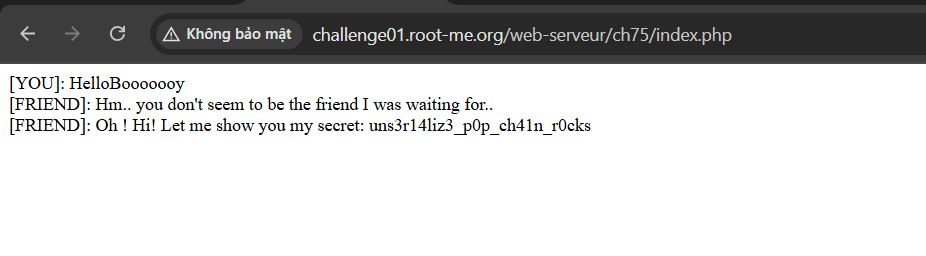 Không bảo mật challenge01.root-me.org/web-serveur/ch75/index.php
[YOU]: HelloBooooooy
[FRIEND]: Hm.. you don't seem to be the friend I was waiting for..
[FRIEND]: Oh ! Hi! Let me show you my secret: uns3r14liz3_p0p_ch41n_r0cks